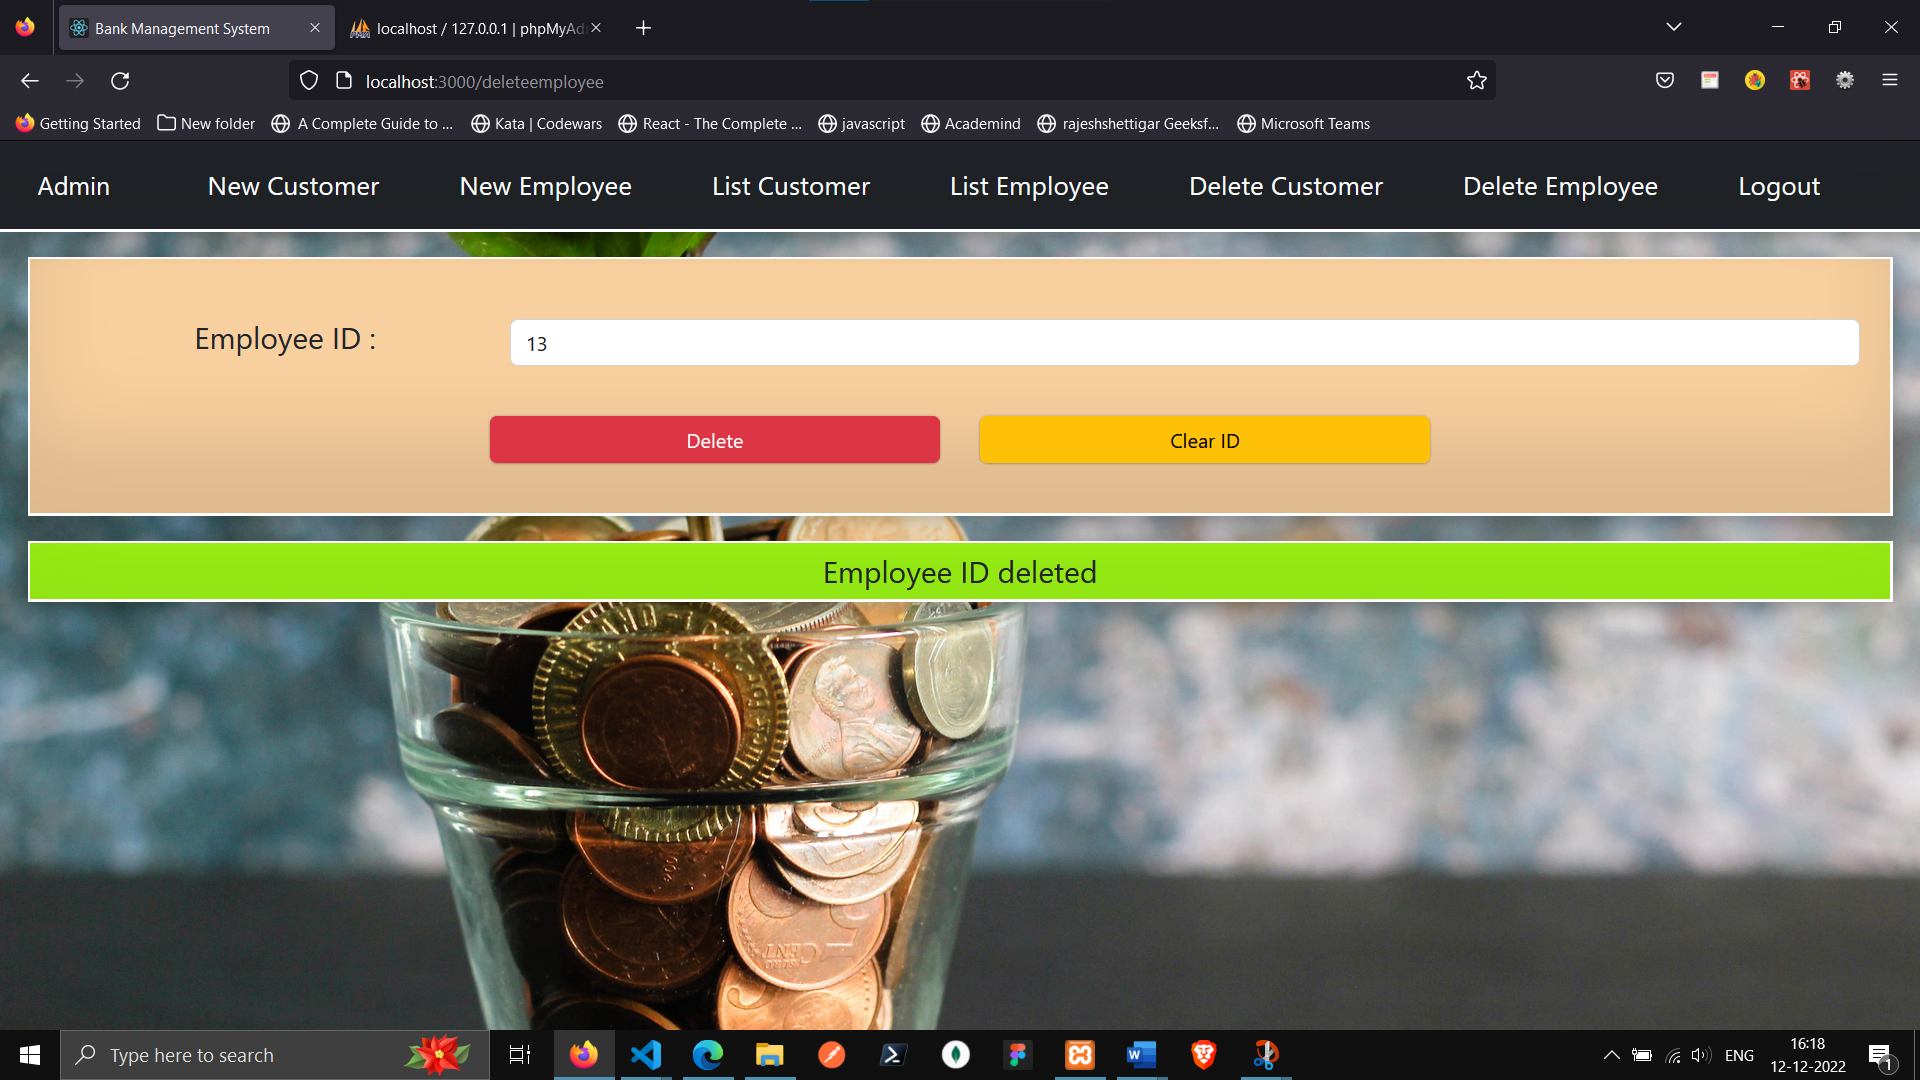 Bank Management System
localhost / 127.0.0.1 | phpMyAd
localhost:3000/deleteemployee
Getting Started
New folder
A Complete Guide to ...
Kata | Codewars
React - The Complete ...
javascript
Academind
rajeshshettigar Geeksf...
Microsoft Teams
Admin
New Customer
New Employee
List Customer
List Employee
Delete Customer
Delete Employee
Logout
Employee ID :
13
Delete
Clear ID
Employee ID deleted
Type here to search
ENG
16:18
12-12-2022
1